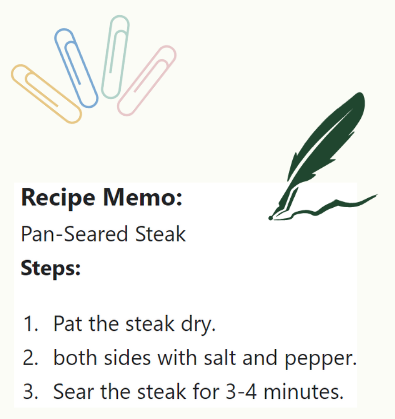 Recipe Memo:
Pan-Seared Steak
Steps:
1. Pat the steak dry.
2. both sides with salt and pepper.
3. Sear the steak for 3-4 minutes.